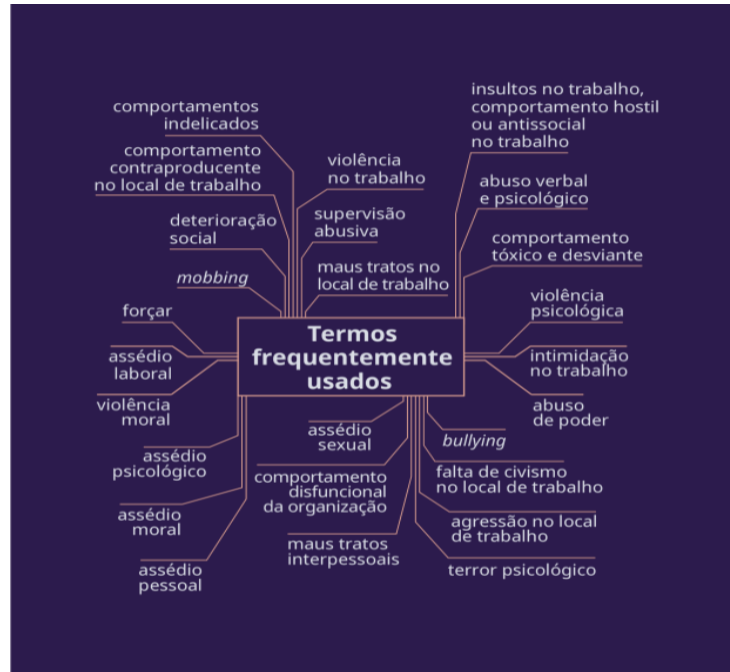 comportamentos
indelicados
comportamento
contraproducente
no local de trabalho
deterioração
social
mobbing
violência
no trabalho
supervisão
abusiva
maus tratos no
local de trabalho
insultos no trabalho,
comportamento hostil
ou antissocial
no trabalho
abuso verbal
e psicológico
comportamento
tóxico e desviante
forçar
assédio
laboral
violência
moral
Termos
frequentemente
usados
violência
psicológica
intimidação
no trabalho
abuso
de poder
assédio
psicológico
assédio
moral
assédio
pessoal
assédio
sexual
comportamento
disfuncional
da organização
maus tratos
interpessoais
bullying
falta de civismo
no local de trabalho
agressão no local
de trabalho
terror psicológico